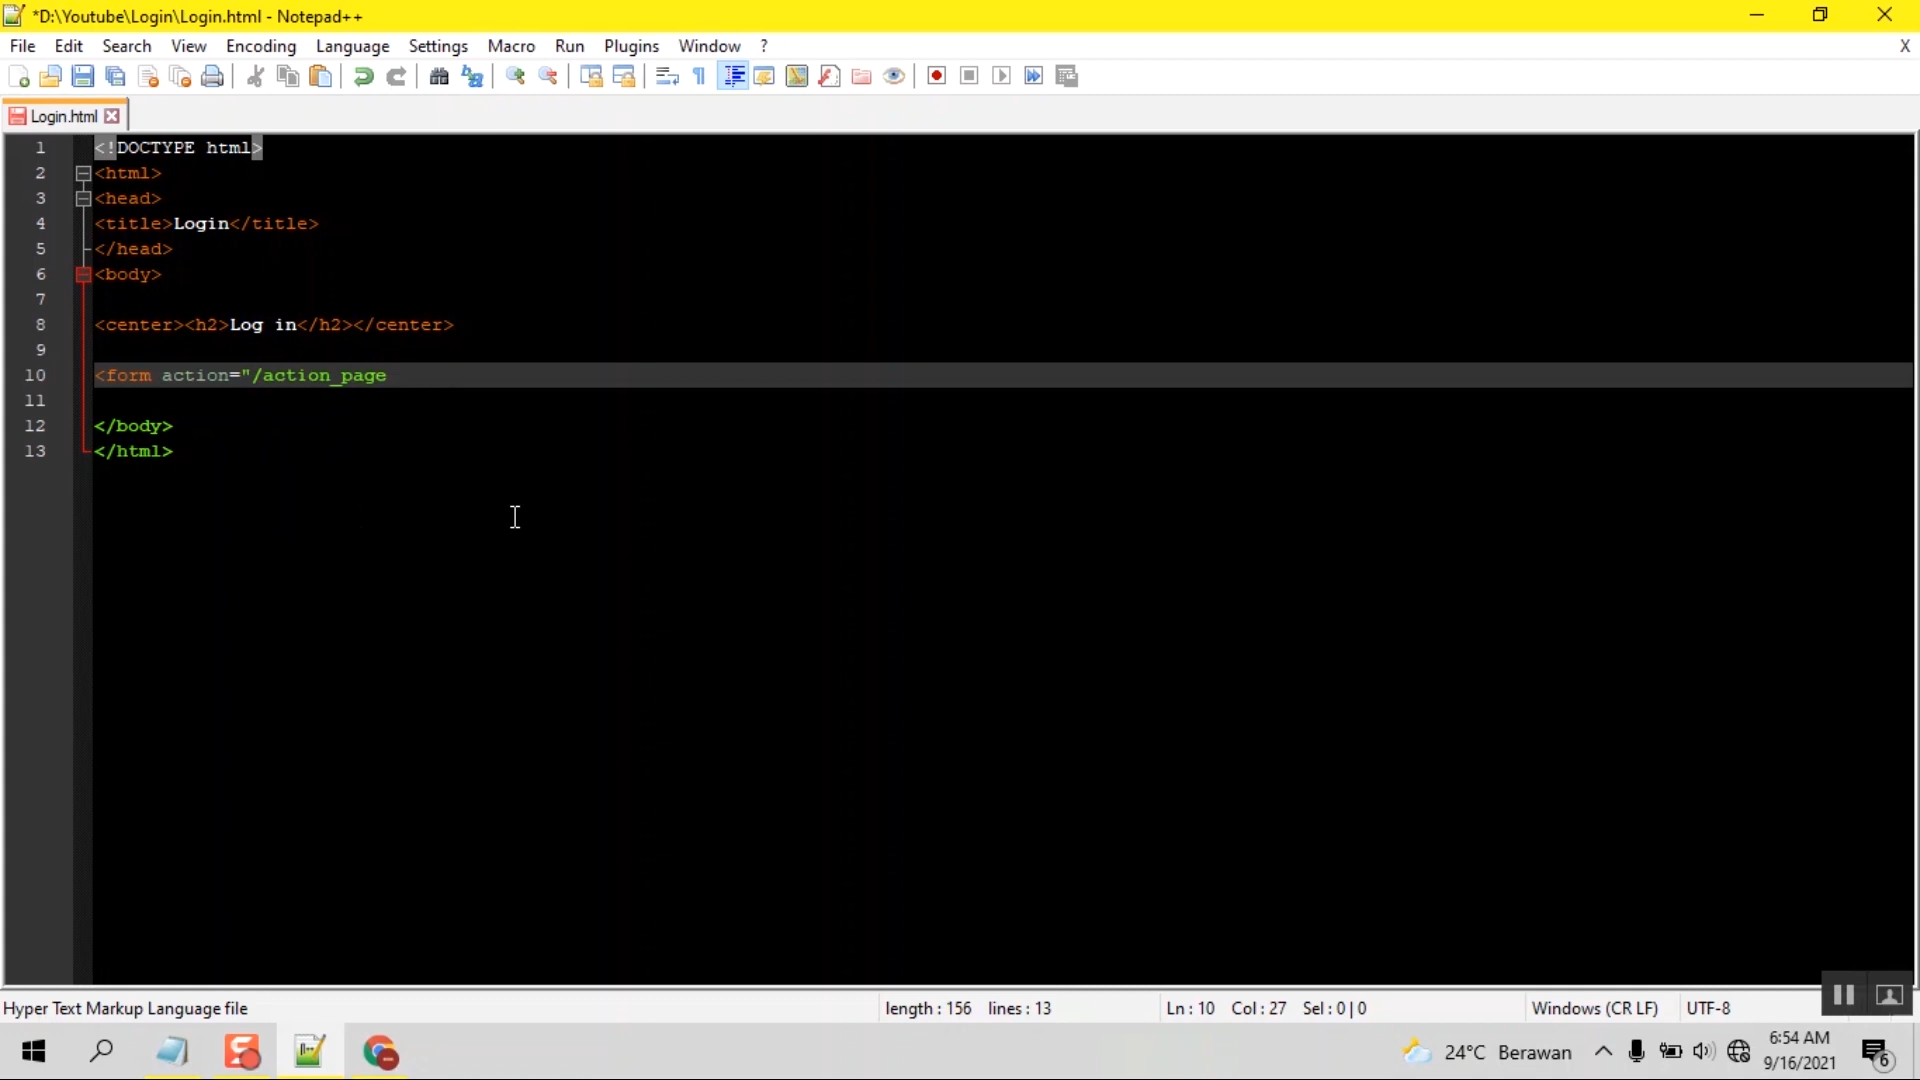 *D:\Youtube\Login\Login.html - Notepad++
File Edit Search View Encoding Language Settings Macro Run Plugins Window ? X
Login.html
1 <!DOCTYPE html>
2 <html>
3 <head>
4 <title>Login</title>
5 </head>
6 <body>
7
8 <center><h2>Log in</h2></center>
9
10 <form action="/action_page
11
12 </body>
13 </html>
Hyper Text Markup Language file length : 156 lines : 13 Ln : 10 Col : 27 Sel : 0 | 0 Windows (CR LF) UTF-8
24°C Berawan 6:54 AM
9/16/2021 6